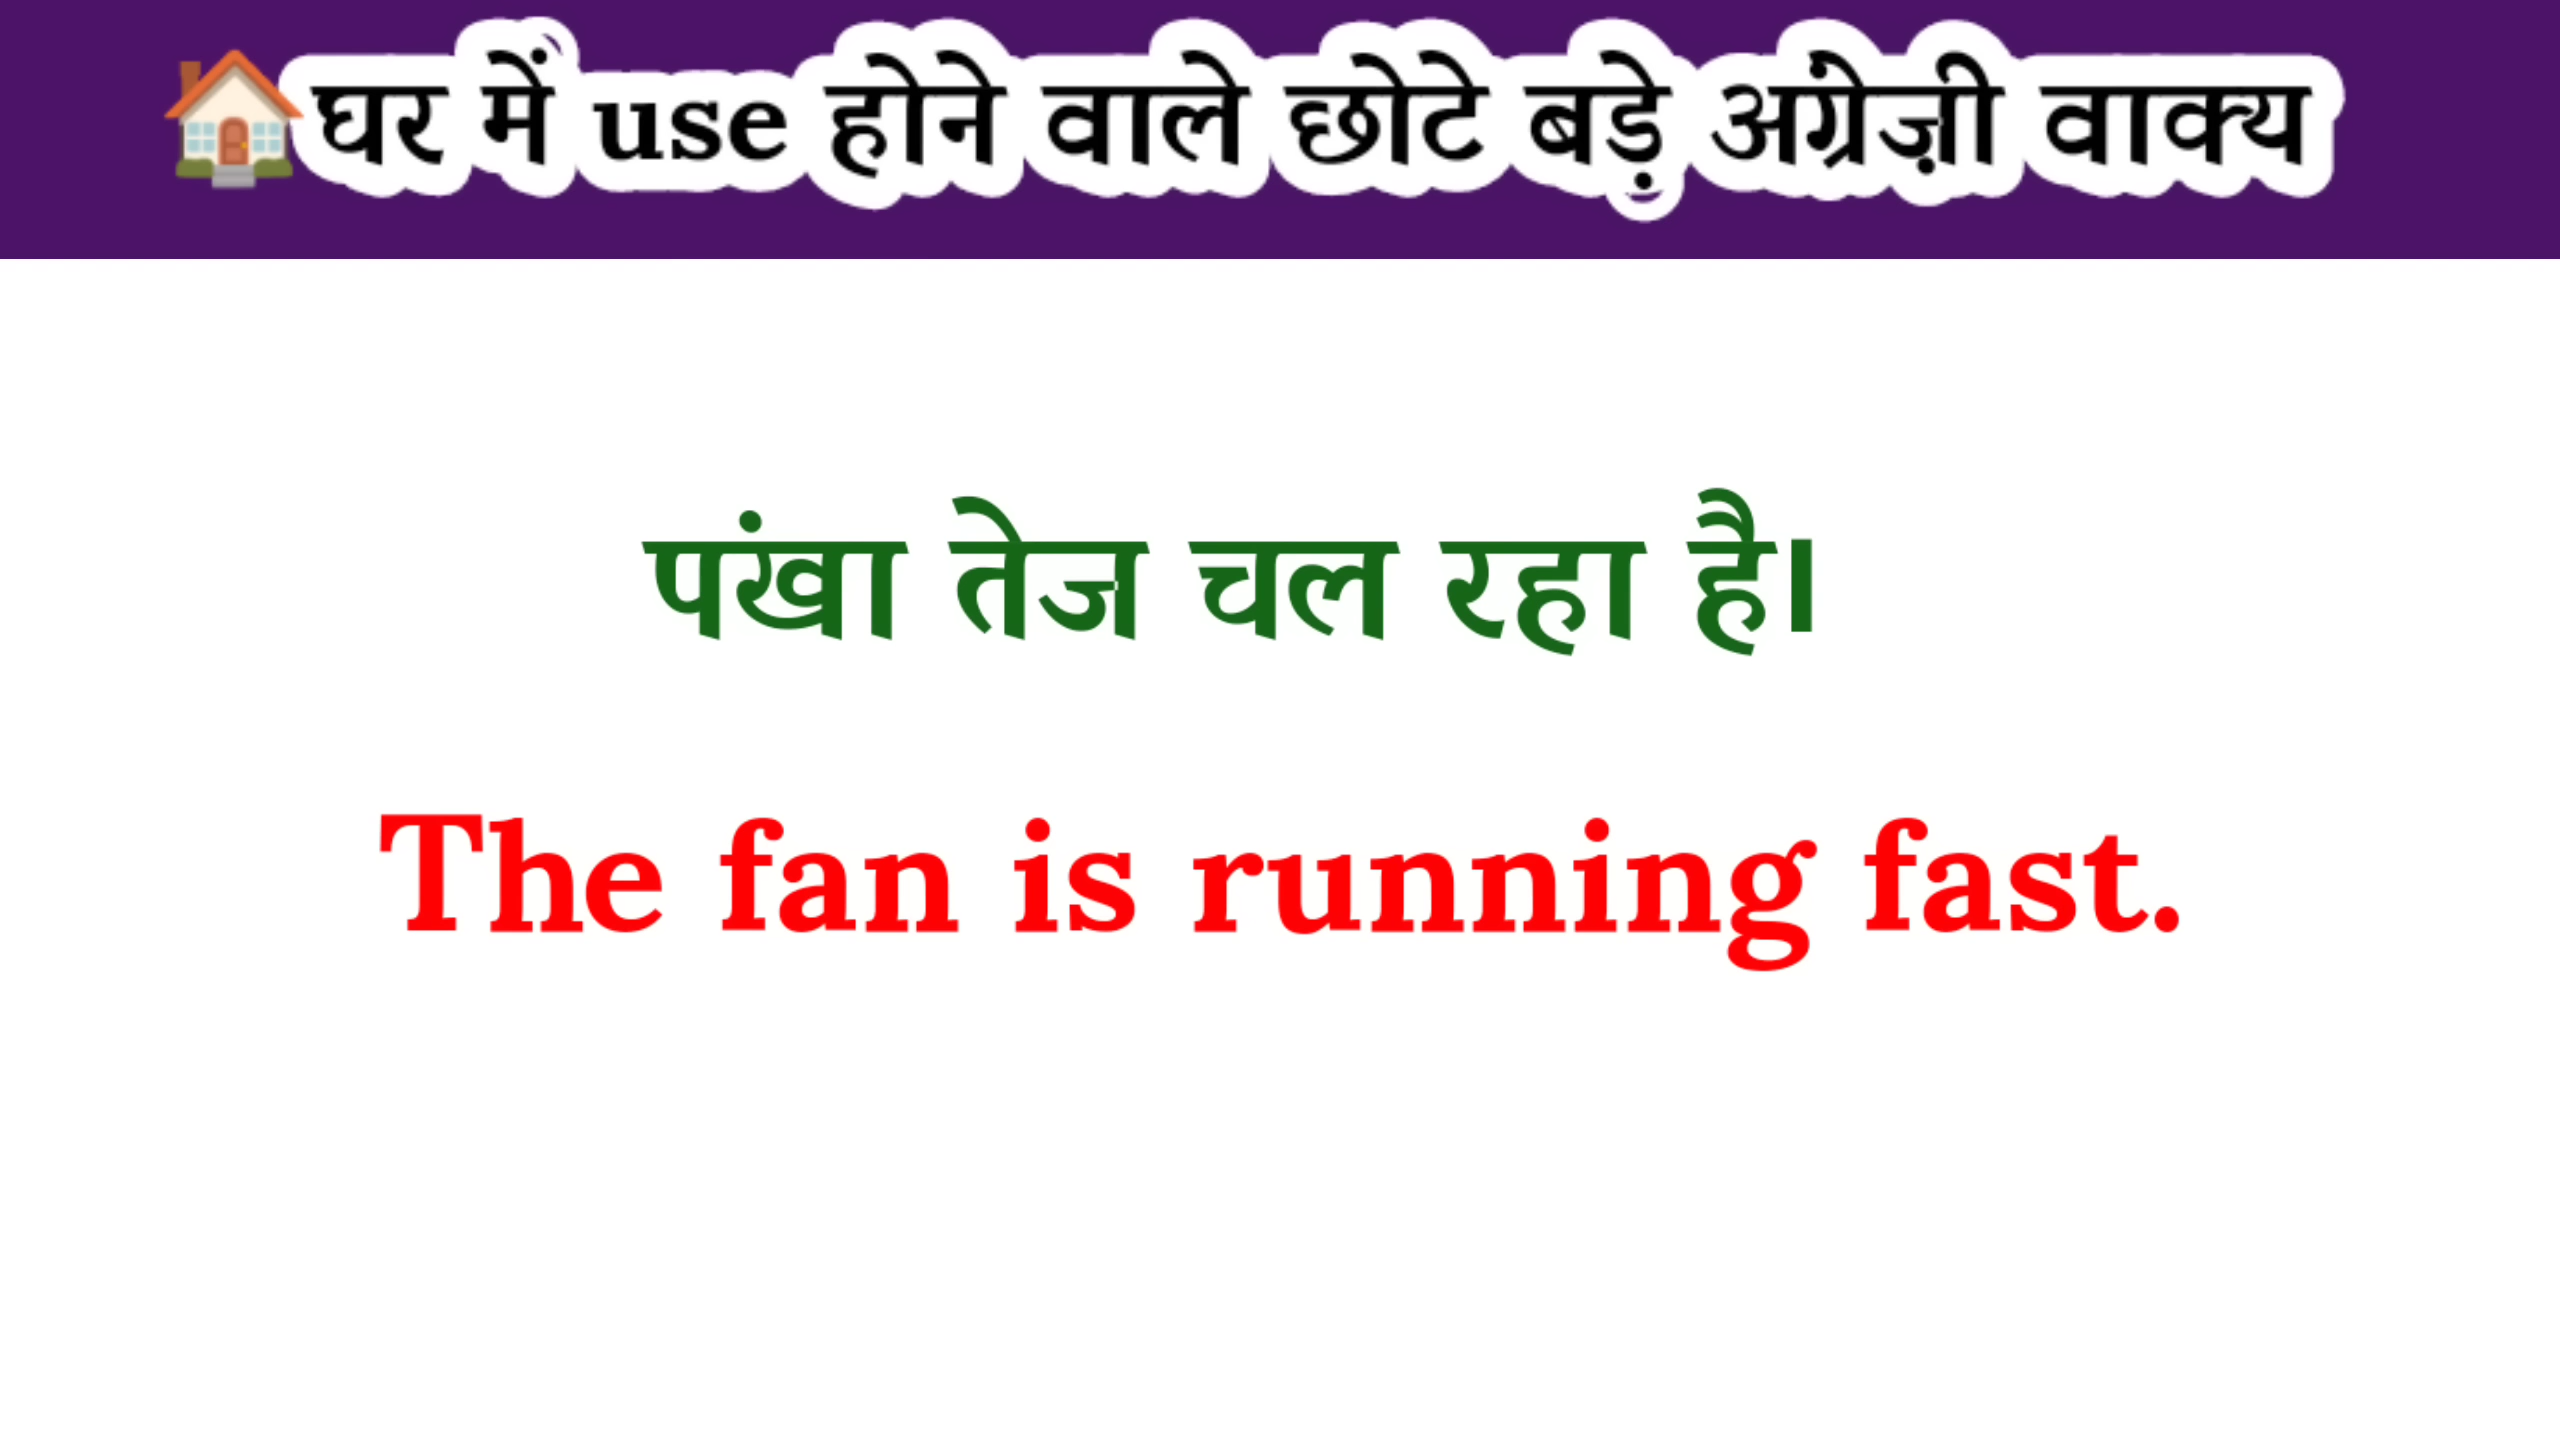 घर में use होने वाले छोटे बड़े अंग्रेज़ी वाक्य
पंखा तेज चल रहा है।
The fan is running fast.